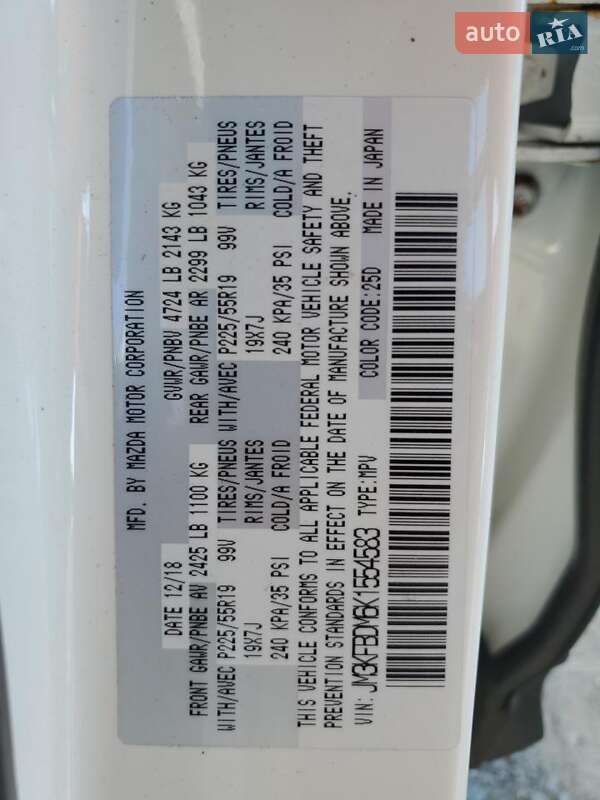 auto RIA.com
MFD. BY MAZDA MOTOR CORPORATION
DATE 12/18 GVWR/PNBV 4724 LB 2143 KG
FRONT GAWR/PNBE AV 2425 LB 1100 KG REAR GAWR/PNBE AR 2299 LB 1043 KG
WITH/AVEC P225/55R19 99V TIRES/PNEUS WITH/AVEC P225/55R19 99V TIRES/PNEUS
19X7J RIMS/JANTES 19X7J RIMS/JANTES
240 KPA/35 PSI COLD/A FROID 240 KPA/35 PSI COLD/A FROID
THIS VEHICLE CONFORMS TO ALL APPLICABLE FEDERAL MOTOR VEHICLE SAFETY AND THEFT
PREVENTION STANDARDS IN EFFECT ON THE DATE OF MANUFACTURE SHOWN ABOVE.
VIN: JM3KFBDM6K1554583 TYPE:MPV COLOR CODE:25D MADE IN JAPAN